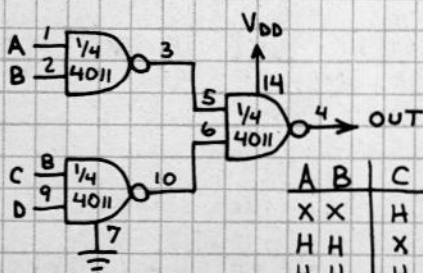 A 1
B 2
1/4
4011
3
VDD
14
5
6
1/4
4011
4
OUT
C 8
D 9
1/4
4011
10
7
A B C
X X H
H H X
H H H